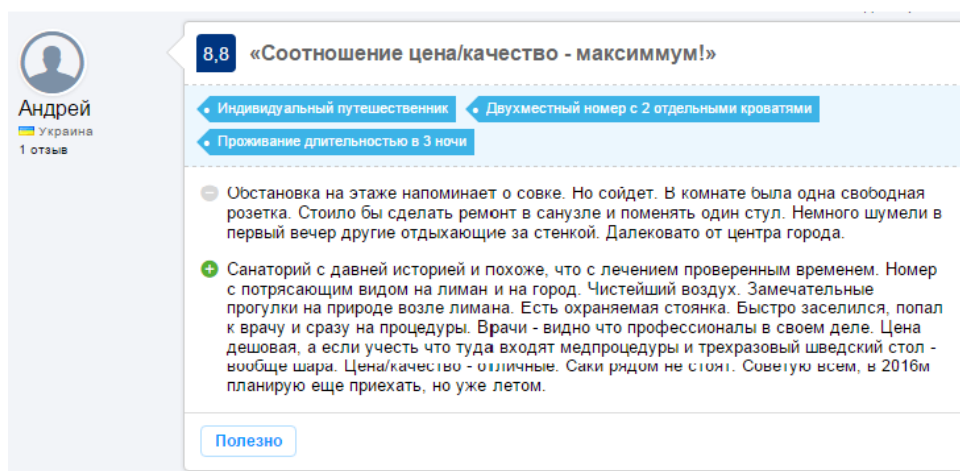 Андрей
Украина
1 отзыв
8,8 «Соотношение цена/качество - максиммум!»
Индивидуальный путешественник Двухместный номер с 2 отдельными кроватями
Проживание длительностью в 3 ночи
Обстановка на этаже напоминает о совке. Но сойдет. В комнате была одна свободная
розетка. Стоило бы сделать ремонт в санузле и поменять один стул. Немного шумели в
первый вечер другие отдыхающие за стенкой. Далековато от центра города.
Санаторий с давней историей и похоже, что с лечением проверенным временем. Номер
с потрясающим видом на лиман и на город. Чистейший воздух. Замечательные
прогулки на природе возле лимана. Есть охраняемая стоянка. Быстро заселился, попал
к врачу и сразу на процедуры. Врачи - видно что профессионалы в своем деле. Цена
дешовая, а если учесть что туда входят медпроцедуры и трехразовый шведский стол -
вообще шара. Цена/качество - отличные. Саки рядом не стоят. Советую всем, в 2016м
планирую еще приехать, но уже летом.
Полезно